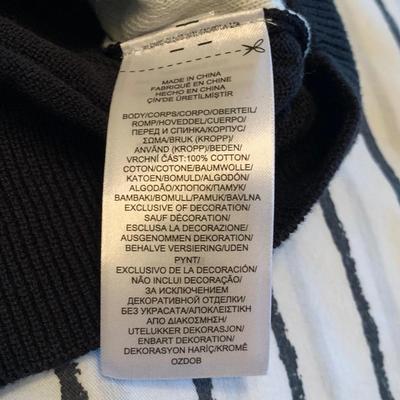 MADE IN CHINA
FABRIQUÉ EN CHINE
HECHO EN CHINA
ÇİN'DE ÜRETİLMİŞTİR
BODY/CORPS/CORPO/OBERTEIL/
ROMP/HOVEDDEL/CUERPO/
ПЕРЕД И СПИНКА/КОРПУС/
ΣΩΜΑ/BRUK (KROPP)/
ANVÄND (KROPP)/BEDEN/
VRCHNÍ ČÁST:100% COTTON/
COTON/COTONE/BAUMWOLLE/
KATOEN/BOMULD/ALGODÓN/
ALGODÃO/ХЛОПОК/ПАМУК/
ΒΑΜΒΑΚΙ/BOMULL/PAMUK/BAVLNA
EXCLUSIVE OF DECORATION
SAUF DÉCORATION/
ESCLUSA LA DECORAZIONE/
AUSGENOMMEN DEKORATION/
BEHALVE VERSIERING/UDEN
PYNT/
EXCLUSIVO DE LA DECORACIÓN/
NÃO INCLUI DECORAÇÃO/
ЗА ИСКЛЮЧЕНИЕМ
ДЕКОРАТИВНОЙ ОТДЕЛКИ/
БЕЗ УКРАСАТА/ΑΠΟΚΛΕΙΣΤΙΚΗ
ΑΠΟ ΔΙΑΚΟΣΜΗΣΗ/
UTELUKKER DEKORASJON/
ENBART DEKORATION/
DEKORASYON HARİÇ/KROMĚ
OZDOB